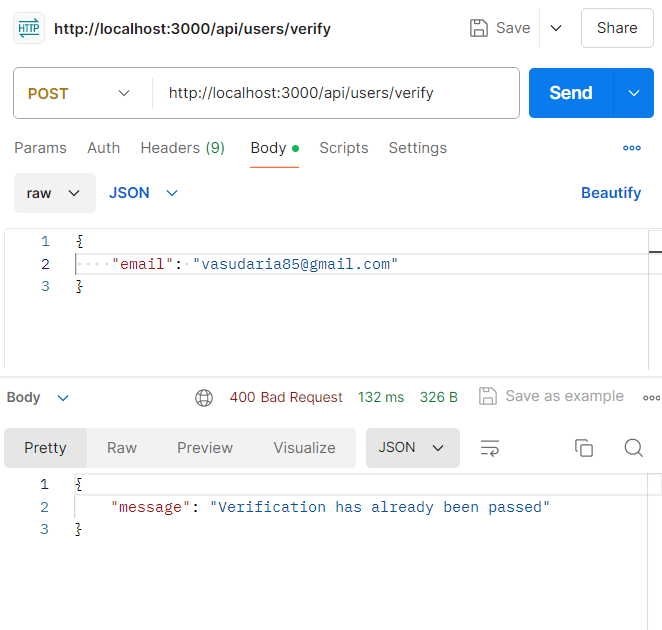 HTTP http://localhost:3000/api/users/verify Save Share
POST http://localhost:3000/api/users/verify Send
Params Auth Headers (9) Body Scripts Settings
raw JSON Beautify
1 {
2 "email": "vasudaria85@gmail.com"
3 }
Body 400 Bad Request 132 ms 326 B Save as example
Pretty Raw Preview Visualize JSON
1 {
2 "message": "Verification has already been passed"
3 }